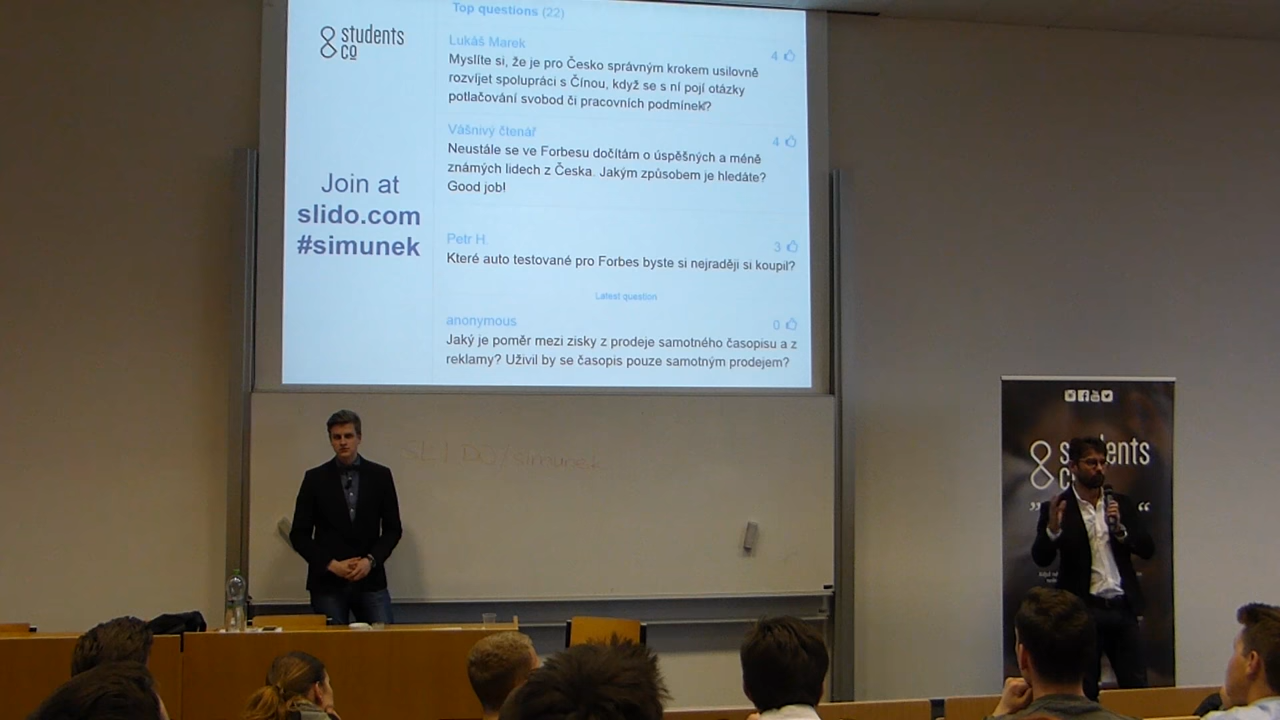 students
co
Join at
slido.com
#simunek
Top questions (22)
Lukáš Marek
4
Myslíte si, že je pro Česko správným krokem usilovně
rozvíjet spolupráci s Čínou, když se s ní pojí otázky
potlačování svobod či pracovních podmínek?
Vášnivý čtenář
4
Neustále se ve Forbesu dočítám o úspěšných a méně
známých lidech z Česka. Jakým způsobem je hledáte?
Good job!
Petr H.
3
Které auto testované pro Forbes byste si nejraději si koupil?
Latest question
anonymous
0
Jaký je poměr mezi zisky z prodeje samotného časopisu a z
reklamy? Uživil by se časopis pouze samotným prodejem?
SLIDO/simunek